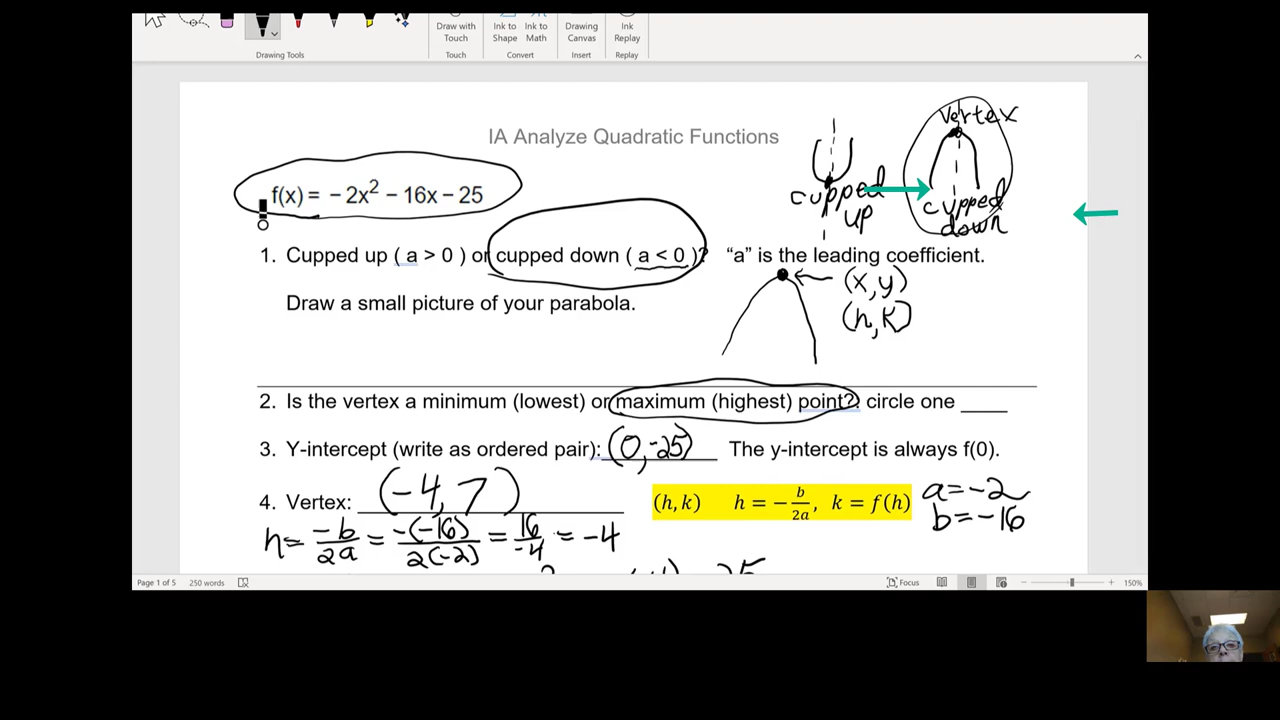 Draw with Touch
Ink to Shape
Ink to Math
Drawing Canvas
Ink Replay
Drawing Tools
Touch
Convert
Insert
Replay
IA Analyze Quadratic Functions
cupped up
vertex
cupped down
f(x) = − 2x² − 16x − 25
1. Cupped up ( a > 0 ) or cupped down ( a < 0 )? “a” is the leading coefficient.
(x, y)
Draw a small picture of your parabola.
(h, k)
2. Is the vertex a minimum (lowest) or maximum (highest) point? circle one ____
3. Y-intercept (write as ordered pair): (0, -25) The y-intercept is always f(0).
4. Vertex: (-4, 7) (h, k) h = − b/2a, k = f(h) a = -2
b = -16
h = -b/2a = -(-16)/2(-2) = 16/-4 = -4
Page 1 of 5
250 words
Focus
150%